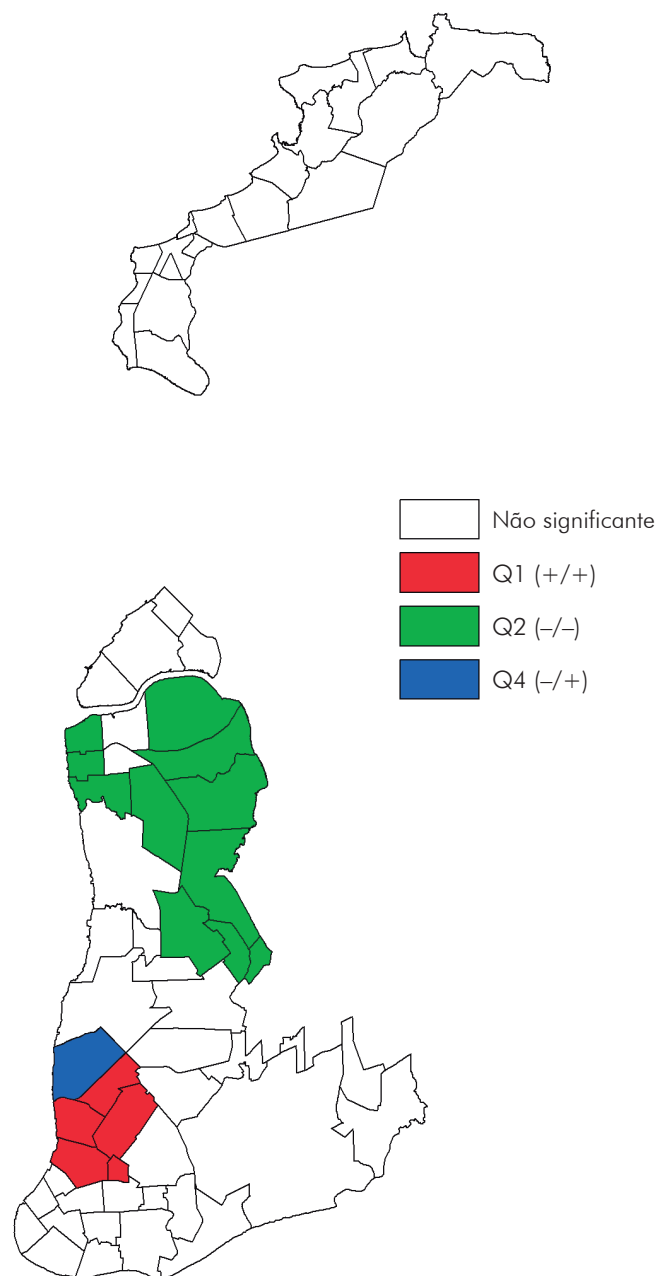 Não significante
Q1 (+/+)
Q2 (–/–)
Q4 (–/+)